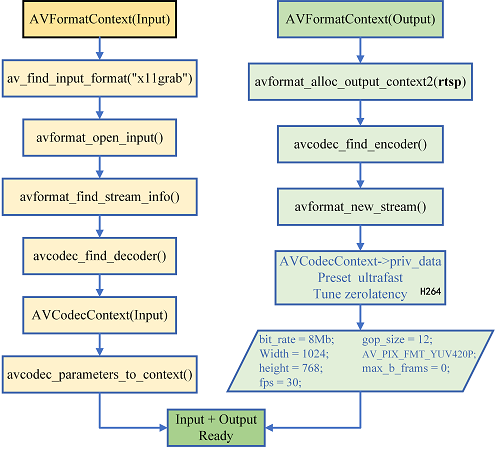 AVFormatContext(Input)
av_find_input_format("x11grab")
avformat_open_input()
avformat_find_stream_info()
avcodec_find_decoder()
AVCodecContext(Input)
avcodec_parameters_to_context()
AVFormatContext(Output)
avformat_alloc_output_context2(rtsp)
avcodec_find_encoder()
avformat_new_stream()
AVCodecContext->priv_data
Preset ultrafast
Tune zerolatency H264
bit_rate = 8Mb; gop_size = 12;
Width = 1024; AV_PIX_FMT_YUV420P;
height = 768; max_b_frams = 0;
fps = 30;
Input + Output
Ready